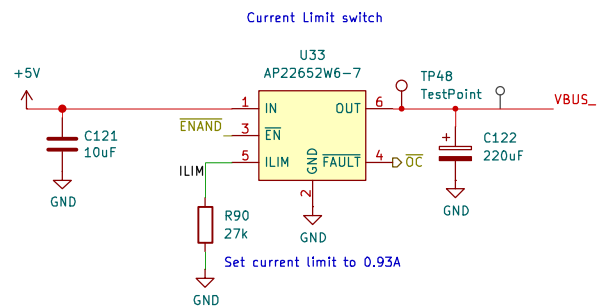 Current Limit switch
U33
AP22652W6-7
+5V
TP48
TestPoint
1
IN
OUT
6
VBUS_
ENAND
3
EN
C121
10uF
C122
220uF
+
5
ILIM
GND
FAULT
4
OC
ILIM
2
GND
GND
R90
27k
GND
Set current limit to 0.93A
GND